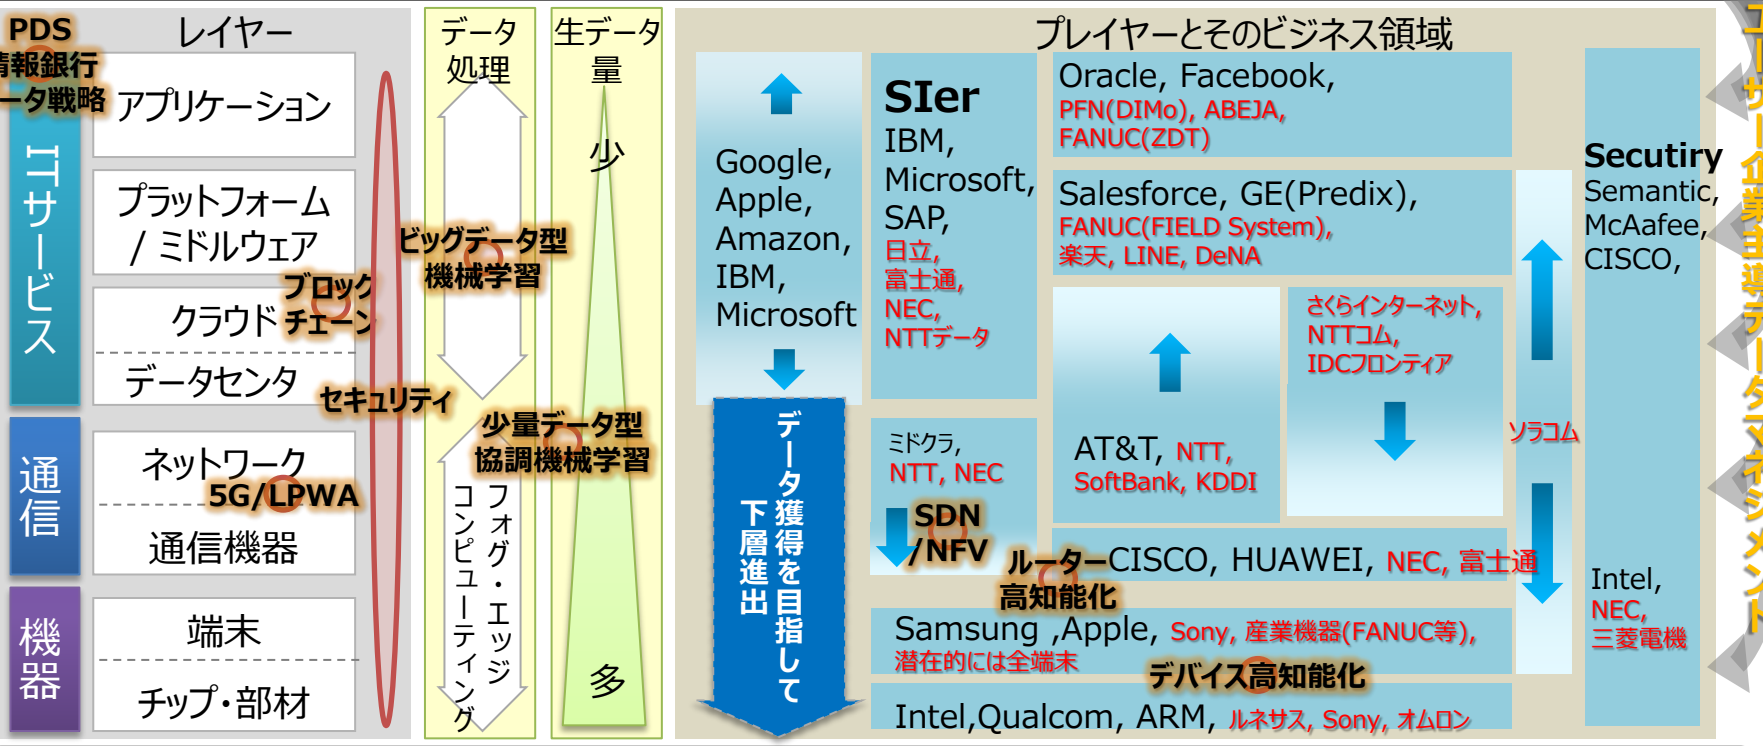 PDS
情報銀行
データ戦略
レイヤー
アプリケーション
プラットフォーム
/ ミドルウェア
クラウド
ブロック
チェーン
データセンタ
セキュリティ
ネットワーク
5G/LPWA
通信機器
端末
チップ・部材
ITサービス
通信
機器
データ
処理
ビッグデータ型
機械学習
少量データ型
協調機械学習
フォグ・エッジ
コンピューティング
生データ
量
少
多
プレイヤーとそのビジネス領域
Google,
Apple,
Amazon,
IBM,
Microsoft
データ獲得を目指して
下層進出
SIer
IBM,
Microsoft,
SAP,
日立,
富士通,
NEC,
NTTデータ
ミドクラ,
NTT, NEC
SDN
/NFV
Oracle, Facebook,
PFN(DIMo), ABEJA,
FANUC(ZDT)
Salesforce, GE(Predix),
FANUC(FIELD System),
楽天, LINE, DeNA
AT&T, NTT,
SoftBank, KDDI
さくらインターネット,
NTTコム,
IDCフロンティア
ソラコム
ルーター
高知能化
CISCO, HUAWEI, NEC, 富士通
Samsung ,Apple, Sony, 産業機器(FANUC等),
潜在的には全端末
デバイス高知能化
Intel,Qualcom, ARM, ルネサス, Sony, オムロン
Secutiry
Semantic,
McAafee,
CISCO,
Intel,
NEC,
三菱電機
ユーザー企業主導データマネジメント